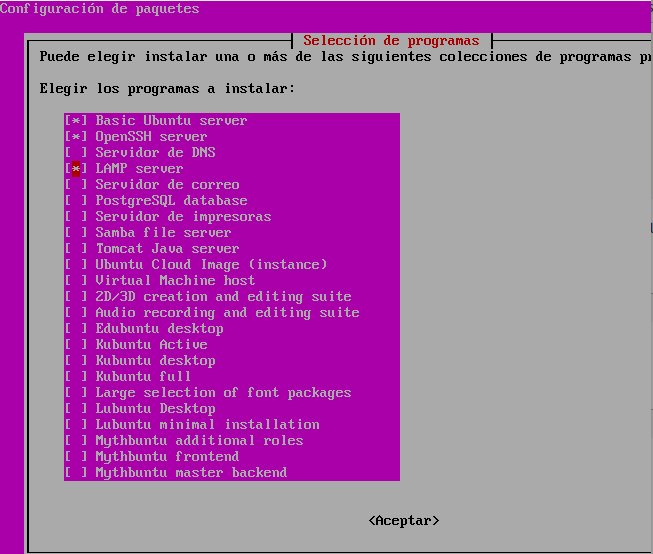 Configuración de paquetes
Selección de programas
Puede elegir instalar una o más de las siguientes colecciones de programas
Elegir los programas a instalar:
[*] Basic Ubuntu server
[*] OpenSSH server
[ ] Servidor de DNS
[*] LAMP server
[ ] Servidor de correo
[ ] PostgreSQL database
[ ] Servidor de impresoras
[ ] Samba file server
[ ] Tomcat Java server
[ ] Ubuntu Cloud Image (instance)
[ ] Virtual Machine host
[ ] 2D/3D creation and editing suite
[ ] Audio recording and editing suite
[ ] Edubuntu desktop
[ ] Kubuntu Active
[ ] Kubuntu desktop
[ ] Kubuntu full
[ ] Large selection of font packages
[ ] Lubuntu Desktop
[ ] Lubuntu minimal installation
[ ] Mythbuntu additional roles
[ ] Mythbuntu frontend
[ ] Mythbuntu master backend
<Aceptar>